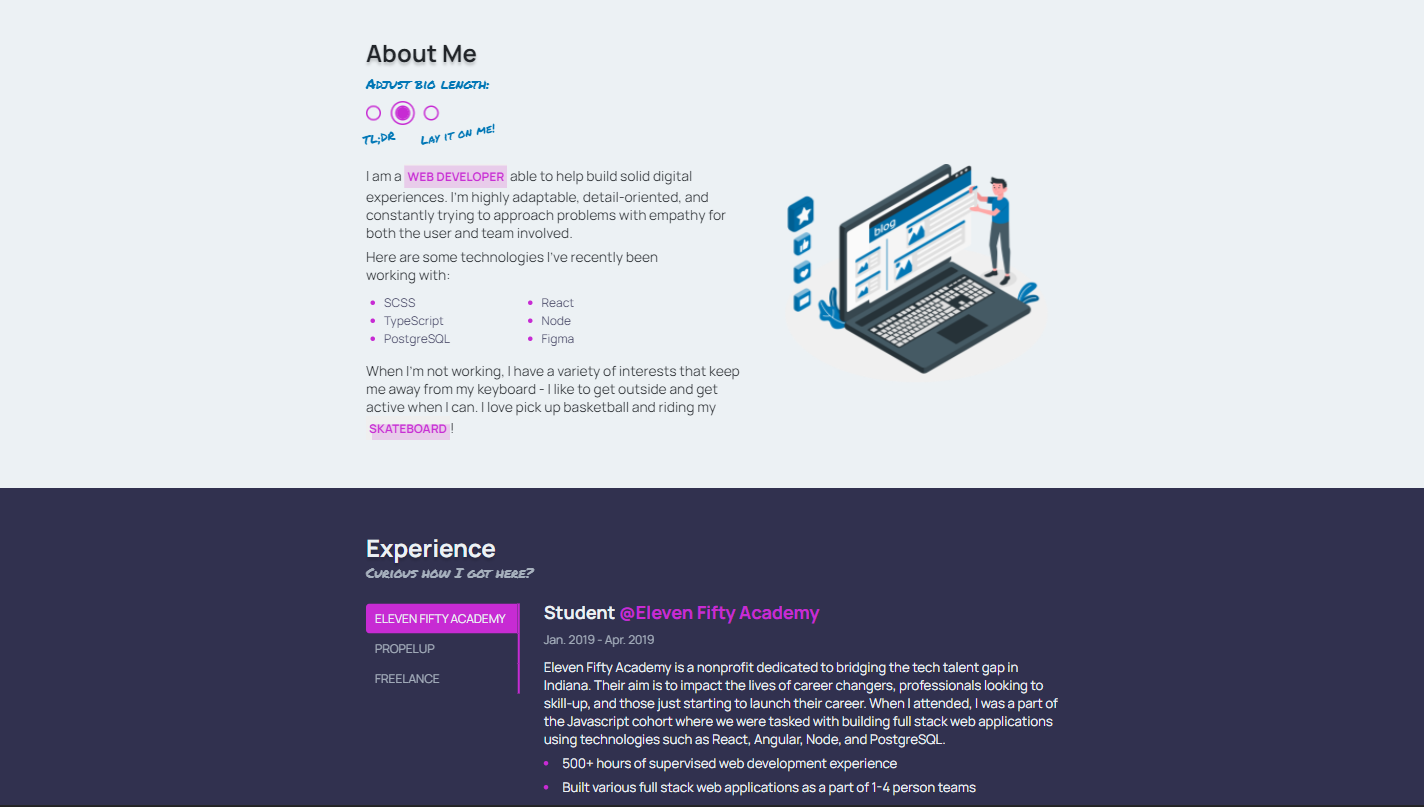 About Me
Adjust bio length:
TL;DR
Lay it on me!
I am a WEB DEVELOPER able to help build solid digital
experiences. I'm highly adaptable, detail-oriented, and
constantly trying to approach problems with empathy for
both the user and team involved.
Here are some technologies I've recently been
working with:
SCSS
TypeScript
PostgreSQL
React
Node
Figma
When I'm not working, I have a variety of interests that keep
me away from my keyboard - I like to get outside and get
active when I can. I love pick up basketball and riding my
SKATEBOARD !
blog
Experience
Curious how I got here?
ELEVEN FIFTY ACADEMY
PROPELUP
FREELANCE
Student @Eleven Fifty Academy
Jan. 2019 - Apr. 2019
Eleven Fifty Academy is a nonprofit dedicated to bridging the tech talent gap in
Indiana. Their aim is to impact the lives of career changers, professionals looking to
skill-up, and those just starting to launch their career. When I attended, I was a part of
the Javascript cohort where we were tasked with building full stack web applications
using technologies such as React, Angular, Node, and PostgreSQL.
500+ hours of supervised web development experience
Built various full stack web applications as a part of 1-4 person teams